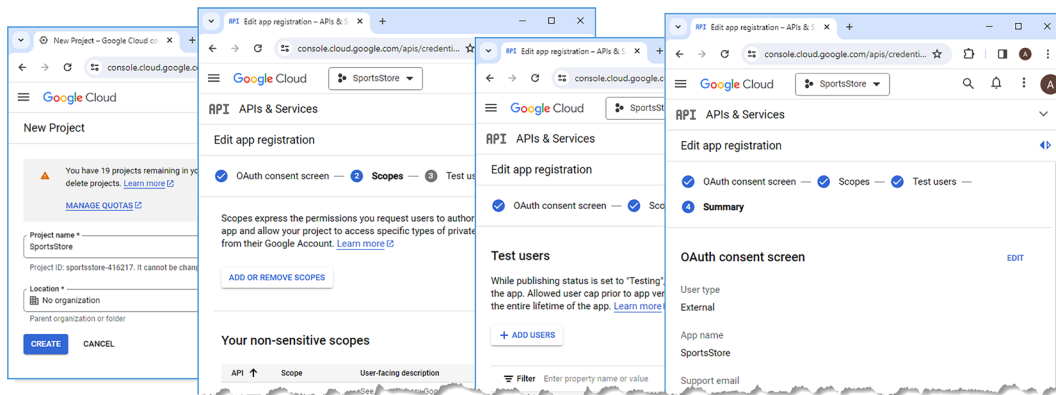 New Project – Google Cloud co
console.cloud.google.co
Google Cloud
New Project
You have 19 projects remaining in yo
delete projects. Learn more
MANAGE QUOTAS
Project name *
SportsStore
Project ID: sportsstore-416217. It cannot be chang
Location *
No organization
Parent organization or folder
CREATE CANCEL
API Edit app registration – APIs & S
console.cloud.google.com/apis/credenti...
Google Cloud SportsStore
API APIs & Services
Edit app registration
OAuth consent screen — 2 Scopes — 3 Test us
Scopes express the permissions you request users to author
app and allow your project to access specific types of private
from their Google Account. Learn more
ADD OR REMOVE SCOPES
Your non-sensitive scopes
API Scope User-facing description
API Edit app registration – APIs & S
console.cloud.google.c
Google Cloud SportsSt
API APIs & Services
Edit app registration
OAuth consent screen — Sco
Test users
While publishing status is set to "Testing",
the app. Allowed user cap prior to app ver
the entire lifetime of the app. Learn more
+ ADD USERS
Filter Enter property name or value
API Edit app registration – APIs & S
console.cloud.google.com/apis/credenti...
A
Google Cloud SportsStore
A
API APIs & Services
Edit app registration
OAuth consent screen — Scopes — Test users —
4 Summary
OAuth consent screen EDIT
User type
External
App name
SportsStore
Support email